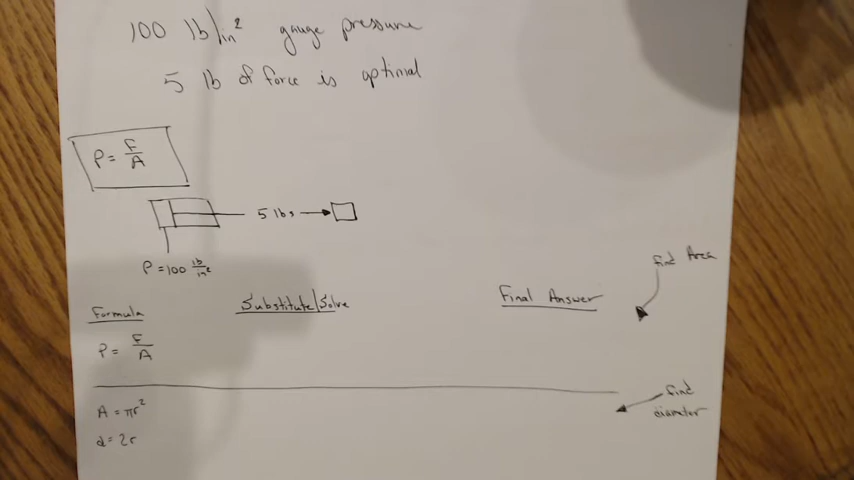 100 lb/in² gauge pressure
5 lb of force is optimal
P = F/A
5 lbs
P = 100 lb/in²
find Area
Formula Substitute/Solve Final Answer
P = F/A
find diameter
A = πr²
d = 2r